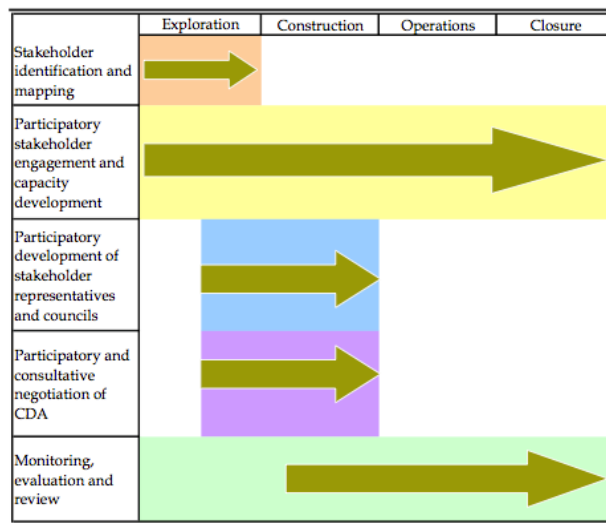 Exploration Construction Operations Closure
Stakeholder
identification and
mapping
Participatory
stakeholder
engagement and
capacity
development
Participatory
development of
stakeholder
representatives
and councils
Participatory and
consultative
negotiation of
CDA
Monitoring,
evaluation and
review